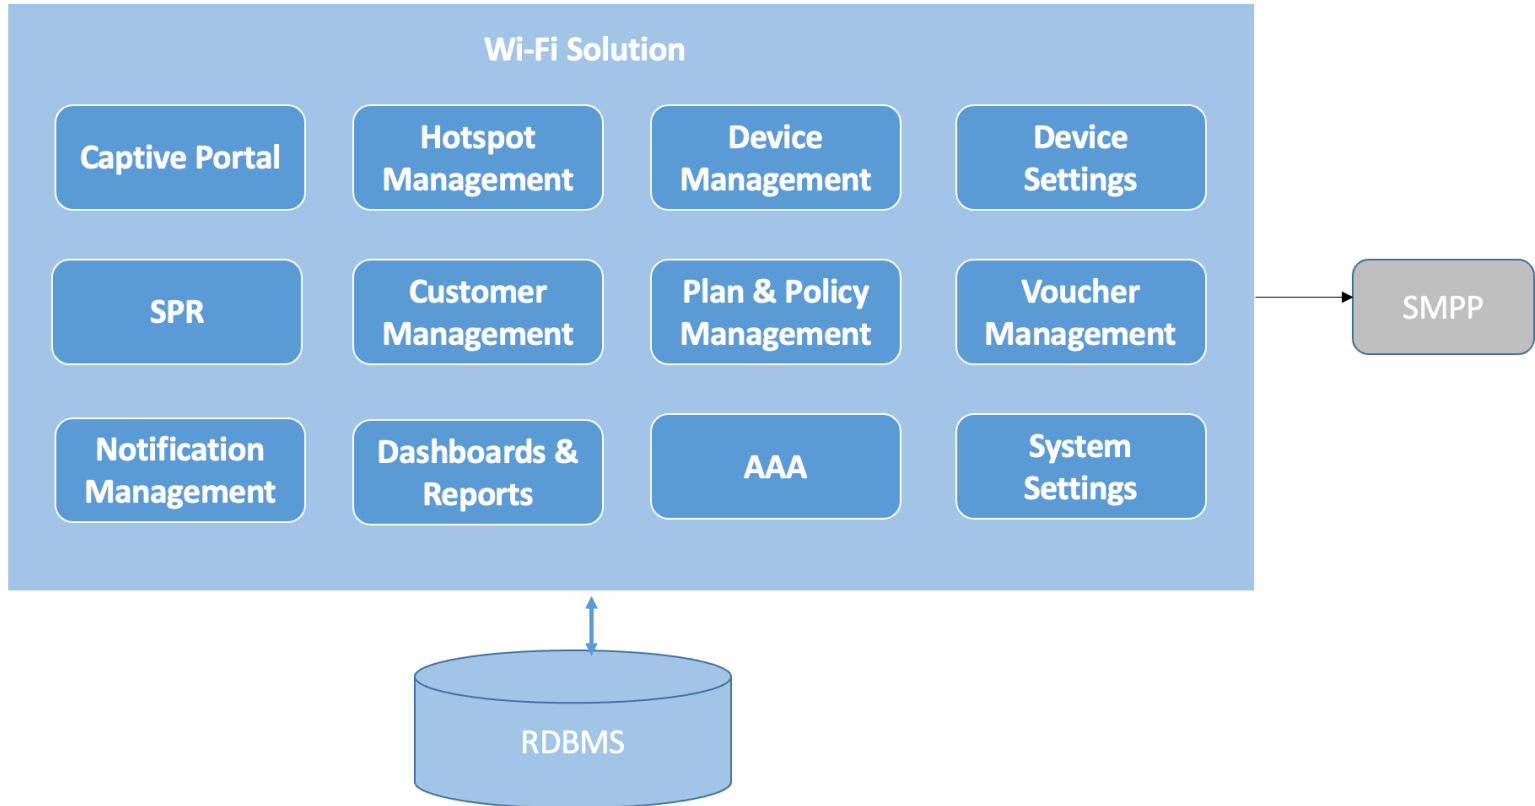 Wi-Fi Solution
Captive Portal
Hotspot
Management
Device
Management
Device
Settings
SPR
Customer
Management
Plan & Policy
Management
Voucher
Management
SMPP
Notification
Management
Dashboards &
Reports
AAA
System
Settings
RDBMS